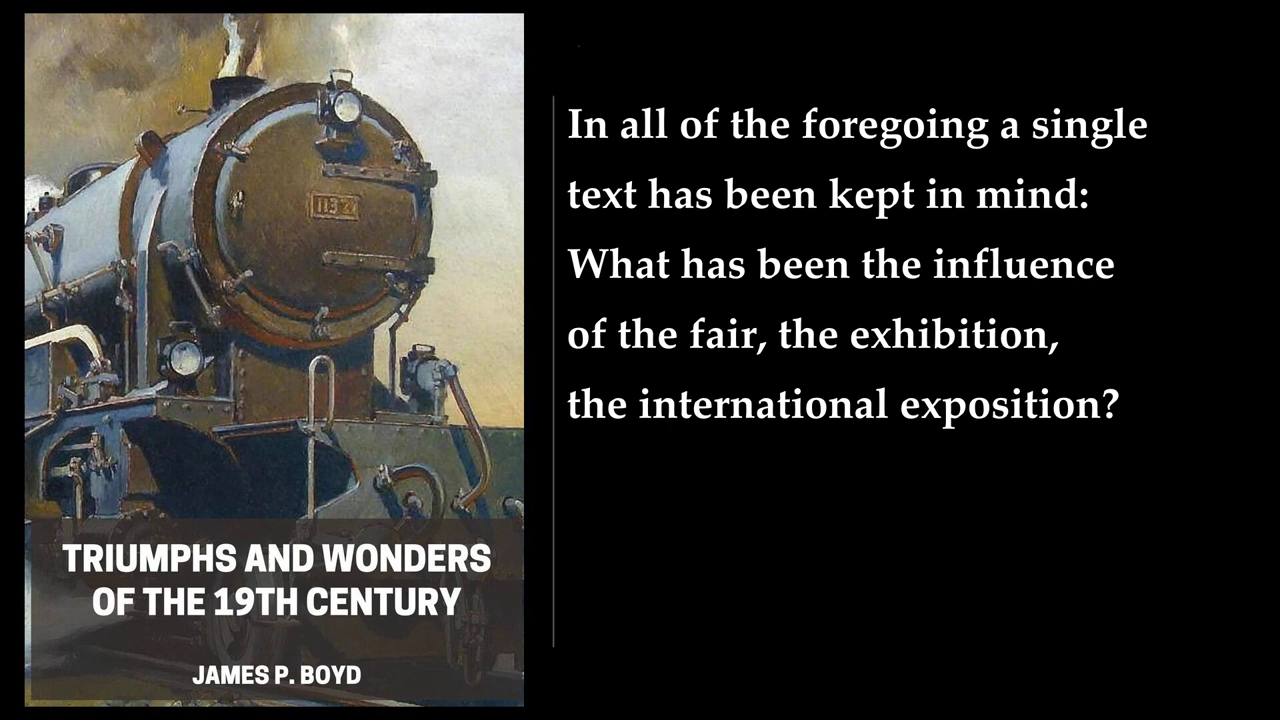 In all of the foregoing a single
text has been kept in mind:
What has been the influence
of the fair, the exhibition,
the international exposition?
TRIUMPHS AND WONDERS
OF THE 19TH CENTURY
JAMES P. BOYD